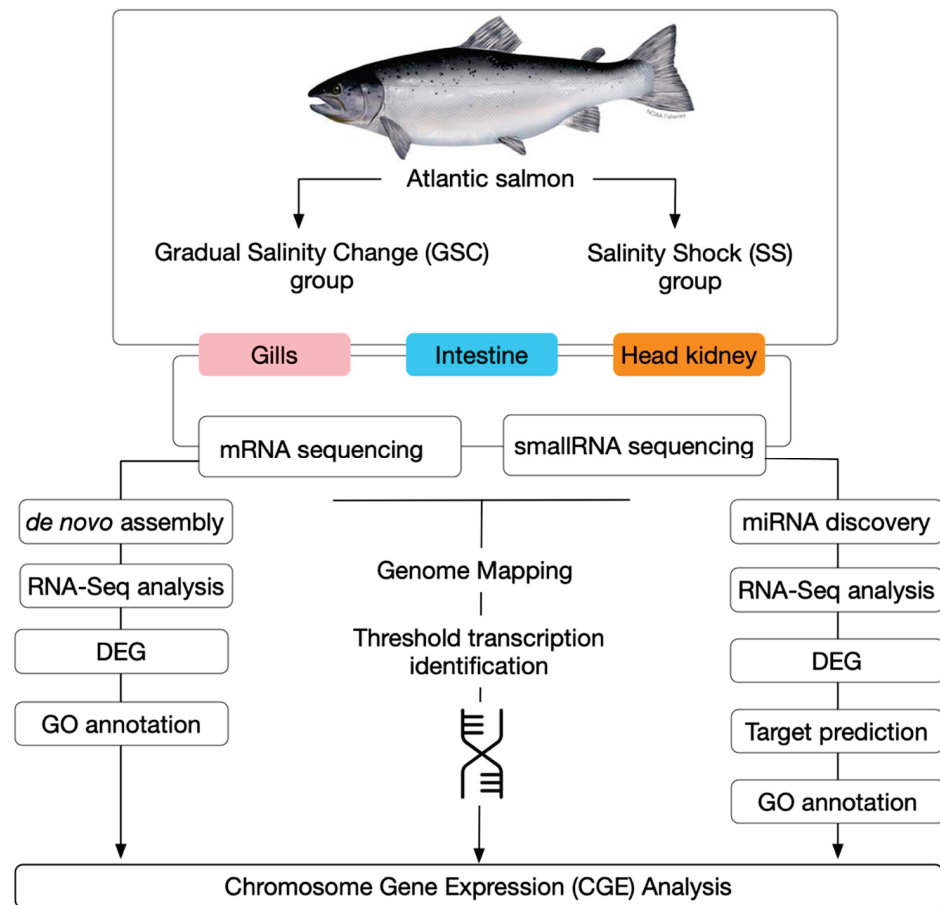 NOAA Fisheries
Atlantic salmon
Gradual Salinity Change (GSC)
group
Salinity Shock (SS)
group
Gills
Intestine
Head kidney
mRNA sequencing
smallRNA sequencing
de novo assembly
RNA-Seq analysis
DEG
GO annotation
Genome Mapping
Threshold transcription
identification
miRNA discovery
RNA-Seq analysis
DEG
Target prediction
GO annotation
Chromosome Gene Expression (CGE) Analysis